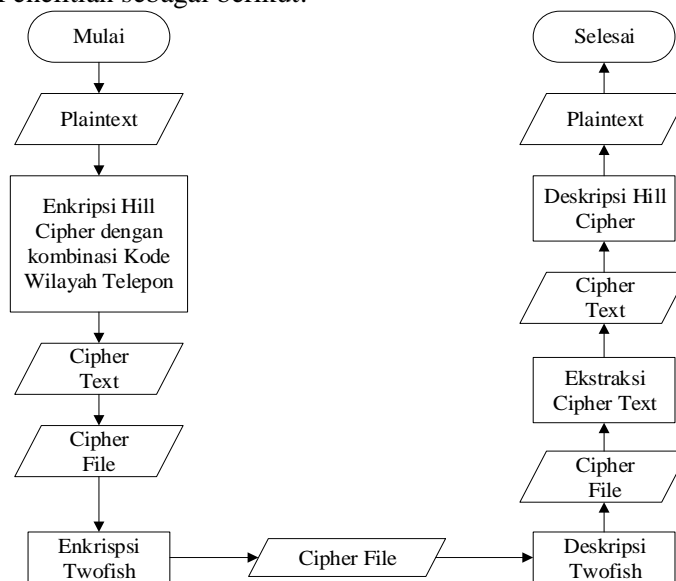 Penelitian sebagai berikut:
Mulai
Plaintext
Enkripsi Hill
Cipher dengan
kombinasi Kode
Wilayah Telepon
Cipher
Text
Cipher
File
Enkrispsi
Twofish
Cipher File
Selesai
Plaintext
Deskripsi Hill
Cipher
Cipher
Text
Ekstraksi
Cipher Text
Cipher
File
Deskripsi
Twofish